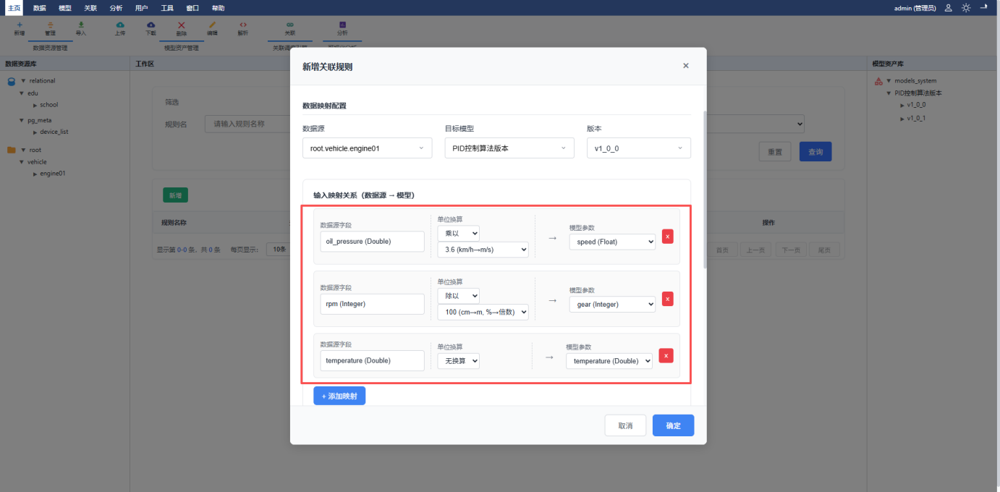 主页 数据 模型 关联 分析 用户 工具 窗口 帮助 admin (管理员)
新增 管理 导入 上传 下载 删除 编辑 解析 关联 分析
数据资源管理 模型资产管理
数据资源库 工作区 模型资产库
relational
edu
school
pg_meta
device_list
root
vehicle
engine01
筛选
规则名 请输入规则名称
重置 查询
新增
规则名称 操作
显示第 0-0 条，共 0 条 每页显示： 10条 首页 上一页 下一页 尾页
新增关联规则 ×
数据映射配置
数据源 目标模型 版本
root.vehicle.engine01 PID控制算法版本 v1_0_0
输入映射关系（数据源 → 模型）
数据源字段 单位换算 模型参数
oil_pressure (Double) 乘以 → speed (Float) x
3.6 (km/h→m/s)
数据源字段 单位换算 模型参数
rpm (Integer) 除以 → gear (Integer) x
100 (cm→m, %→倍数)
数据源字段 单位换算 模型参数
temperature (Double) 无换算 → temperature (Double) x
+ 添加映射
取消 确定
models_system
PID控制算法版本
v1_0_0
v1_0_1